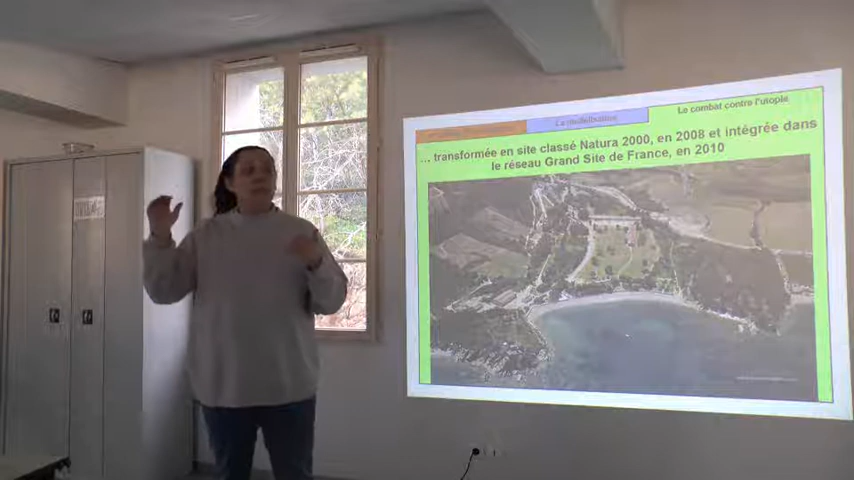 La modélisation
Le combat contre l'utopie
… transformée en site classé Natura 2000, en 2008 et intégrée dans
le réseau Grand Site de France, en 2010